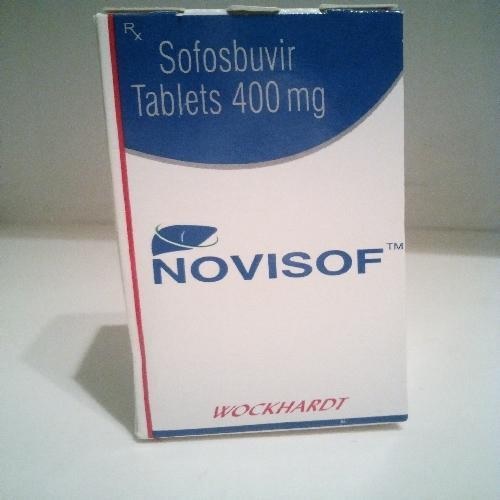 Rx
Sofosbuvir
Tablets 400 mg
NOVISOF™
WOCKHARDT